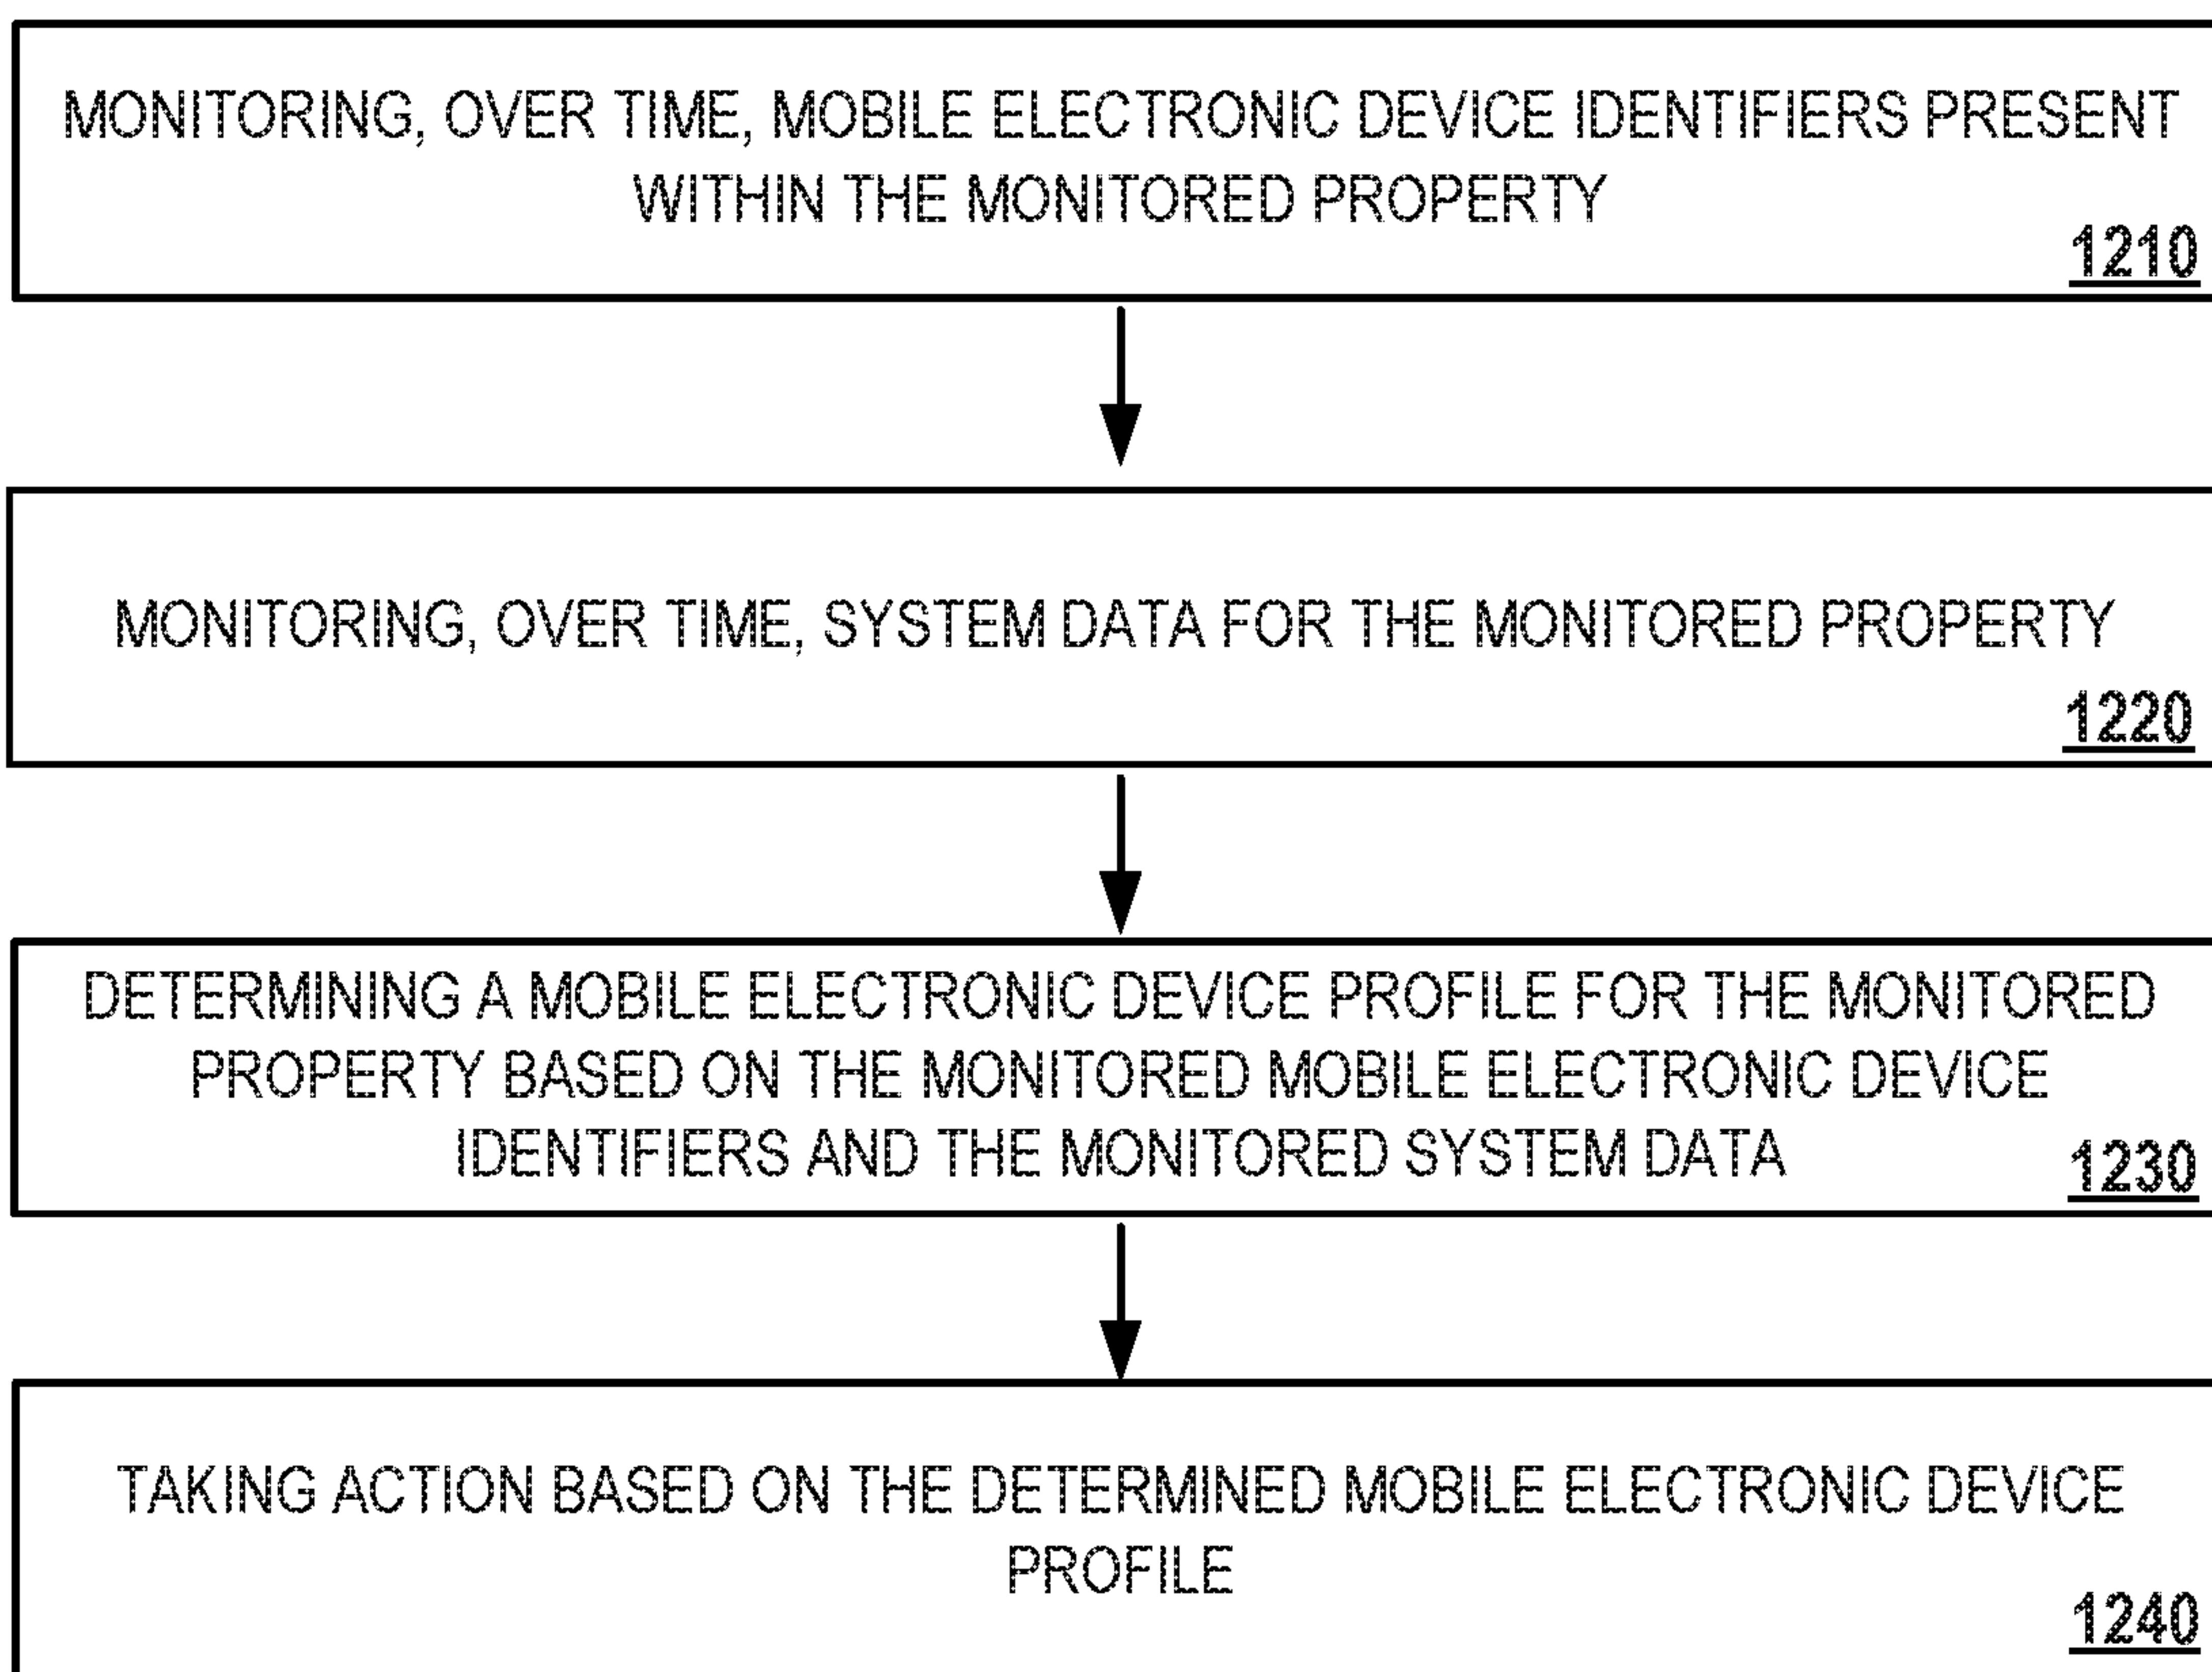 MONITORING, OVER TIME, MOBILE ELECTRONIC DEVICE IDENTIFIERS PRESENT
WITHIN THE MONITORED PROPERTY
1210
MONITORING, OVER TIME, SYSTEM DATA FOR THE MONITORED PROPERTY
1220
DETERMINING A MOBILE ELECTRONIC DEVICE PROFILE FOR THE MONITORED
PROPERTY BASED ON THE MONITORED MOBILE ELECTRONIC DEVICE
IDENTIFIERS AND THE MONITORED SYSTEM DATA
1230
TAKING ACTION BASED ON THE DETERMINED MOBILE ELECTRONIC DEVICE
PROFILE
1240